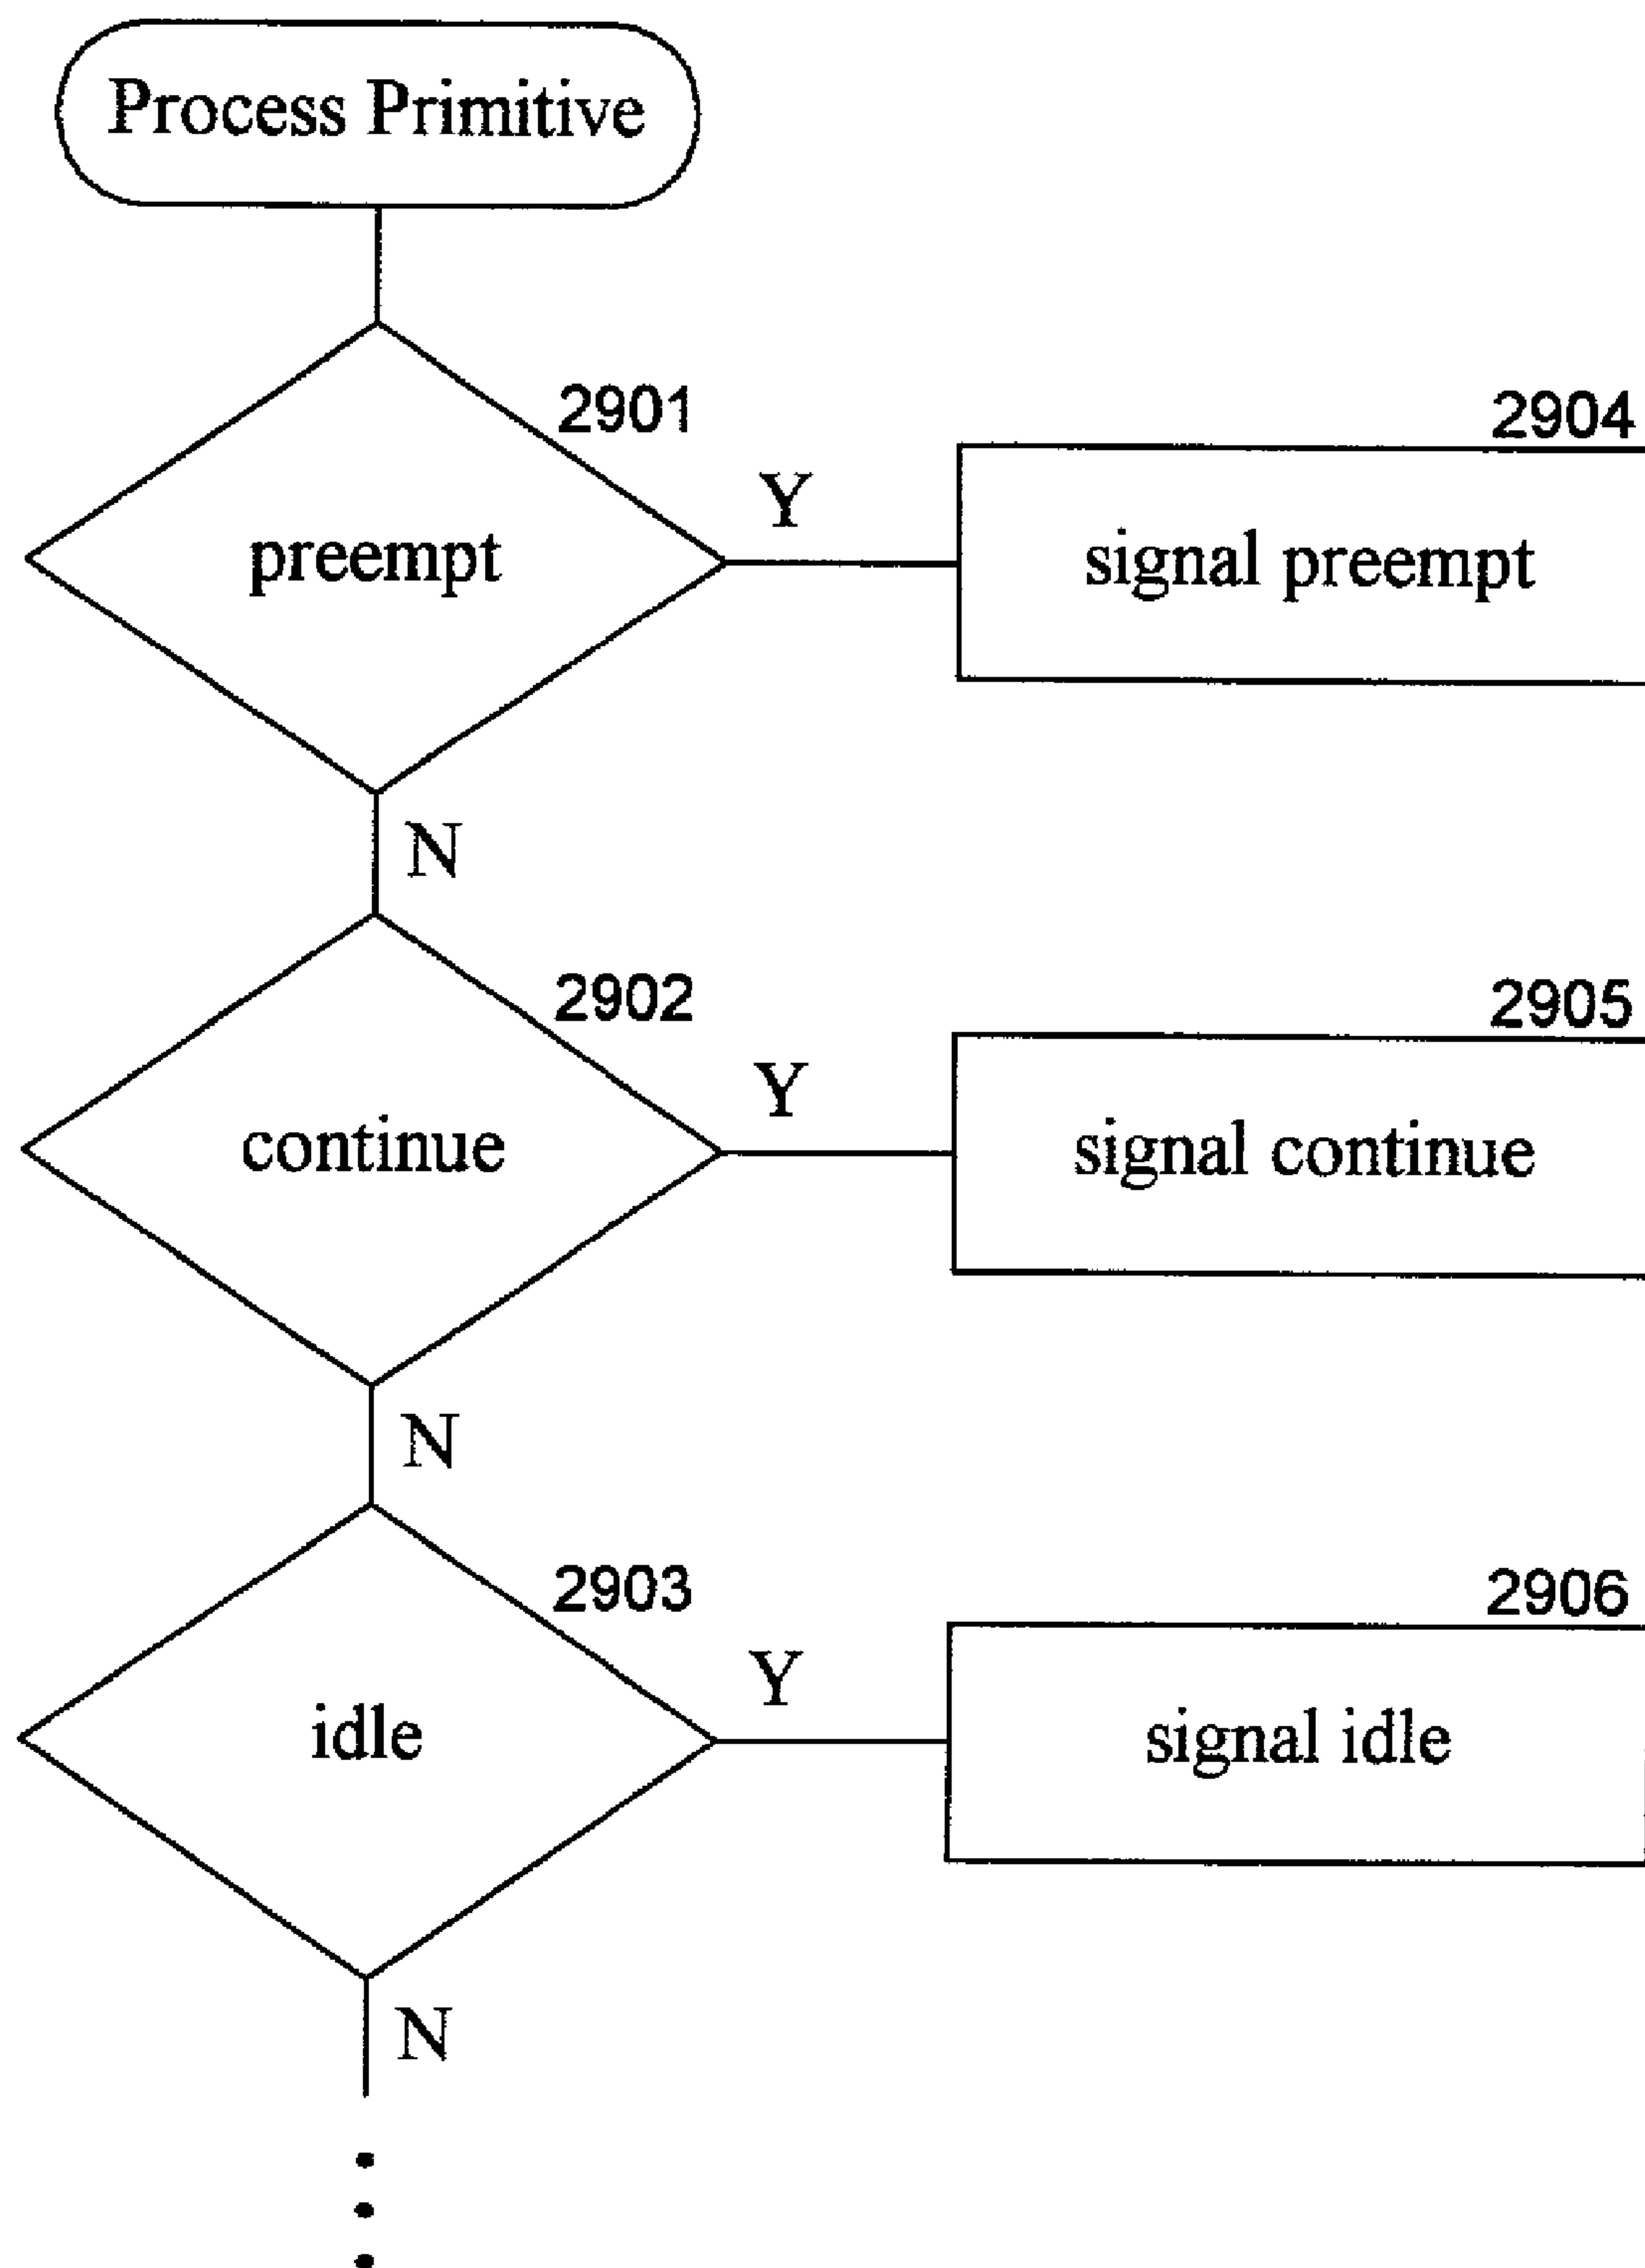 Process Primitive
2901
2904
preempt
Y
signal preempt
N
2902
2905
continue
Y
signal continue
N
2903
2906
idle
Y
signal idle
N